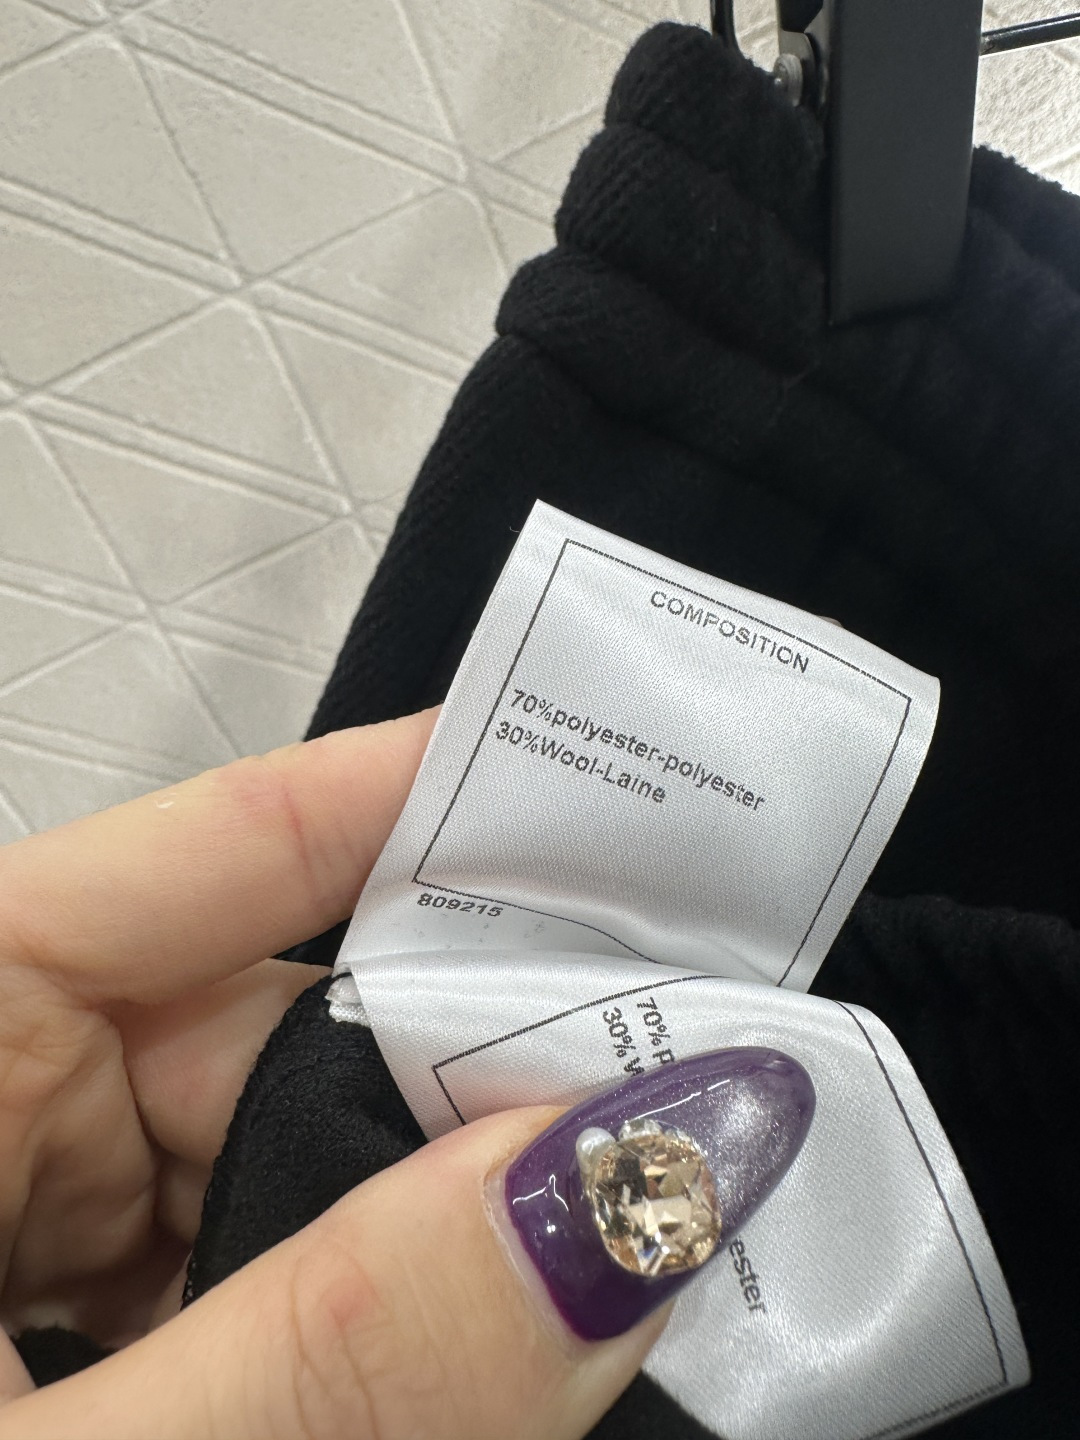 COMPOSITION
70%polyester-polyester
30%Wool-Laine
809215
70% p
30% W
ester